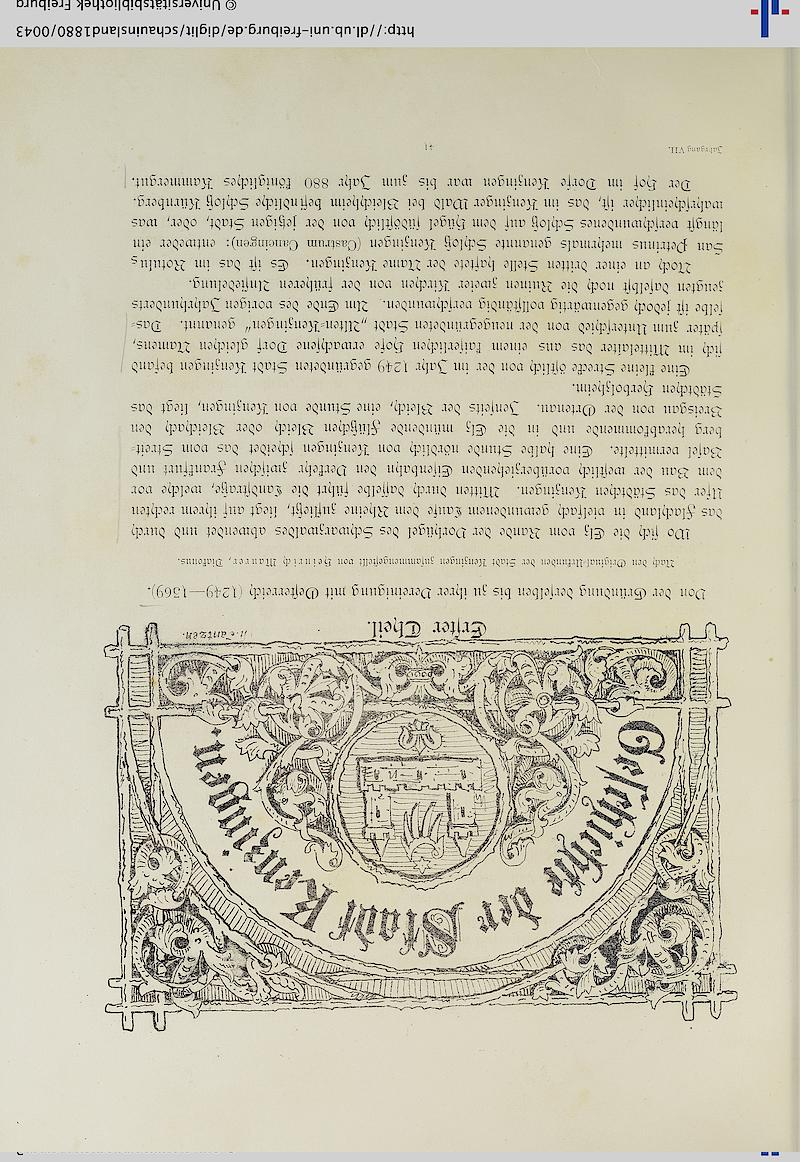 Geschichte der Stadt Kenzingen.
H. E. Jantzen.
Erster Theil.
Von der Gründung derselben bis zu ihrer Vereinigung mit Oesterreich (1249—1369).
Nach den Original-Urkunden der Stadt Kenzingen zusammengestellt von Heinrich Maurer, Diakonus.
Wo sich die Elz vom Rande der Vorhügel des Schwarzwaldes abwendet und durch
das Flachland in vielfach gewundenem Laufe dem Rheine zufließt, liegt auf ihrem rechten
Ufer das Städtchen Kenzingen. Mitten durch dasselbe führt die Landstraße, welche vor
dem Bau der westlich vorübergleichenden Eisenbahn den Verkehr zwischen Frankfurt und
Basel vermittelte. Eine halbe Stunde nördlich von Kenzingen scheidet das vom Streit-
berg herabkommende und in die Elz mündende Flüßchen Bleich oder Bleichach den
Breisgau von der Ortenau. Jenseits der Bleich, eine Stunde von Kenzingen, liegt das
Städtchen Herbolzheim.
Eine kleine Strecke östlich von der im Jahr 1249 gegründeten Stadt Kenzingen befand
sich im Mittelalter das aus einem kaiserlichen Hofe erwachsene Dorf gleichen Namens,
später zum Unterschied von der neugegründeten Stadt „Alten-Kenzingen“ genannt. Das-
selbe ist jedoch gegenwärtig vollständig verschwunden. Am Ende des vorigen Jahrhunderts
zeugten daselbst noch die Ruinen zweier Kirchen von der früheren Ansiedelung.
Noch an einer dritten Stelle haftete der Name Kenzingen. Es ist das im Rotulus
San Petrinus mehrmals genannte Schloß Kenzingen (Castrum Cancingen): entweder ein
längst verschwundenes Schloß auf dem Hügel südöstlich von der jetzigen Stadt, oder, was
wahrscheinlicher ist, das im Kenzinger Wald bei Bleichheim befindliche Schloß Kürnberg.
Der Hof im Dorfe Kenzingen war bis zum Jahr 880 königliches Kammergut.
Jahrgang VII.
11
http://dl.ub.uni-freiburg.de/diglit/schauinsland1880/0043
© Universitätsbibliothek Freiburg